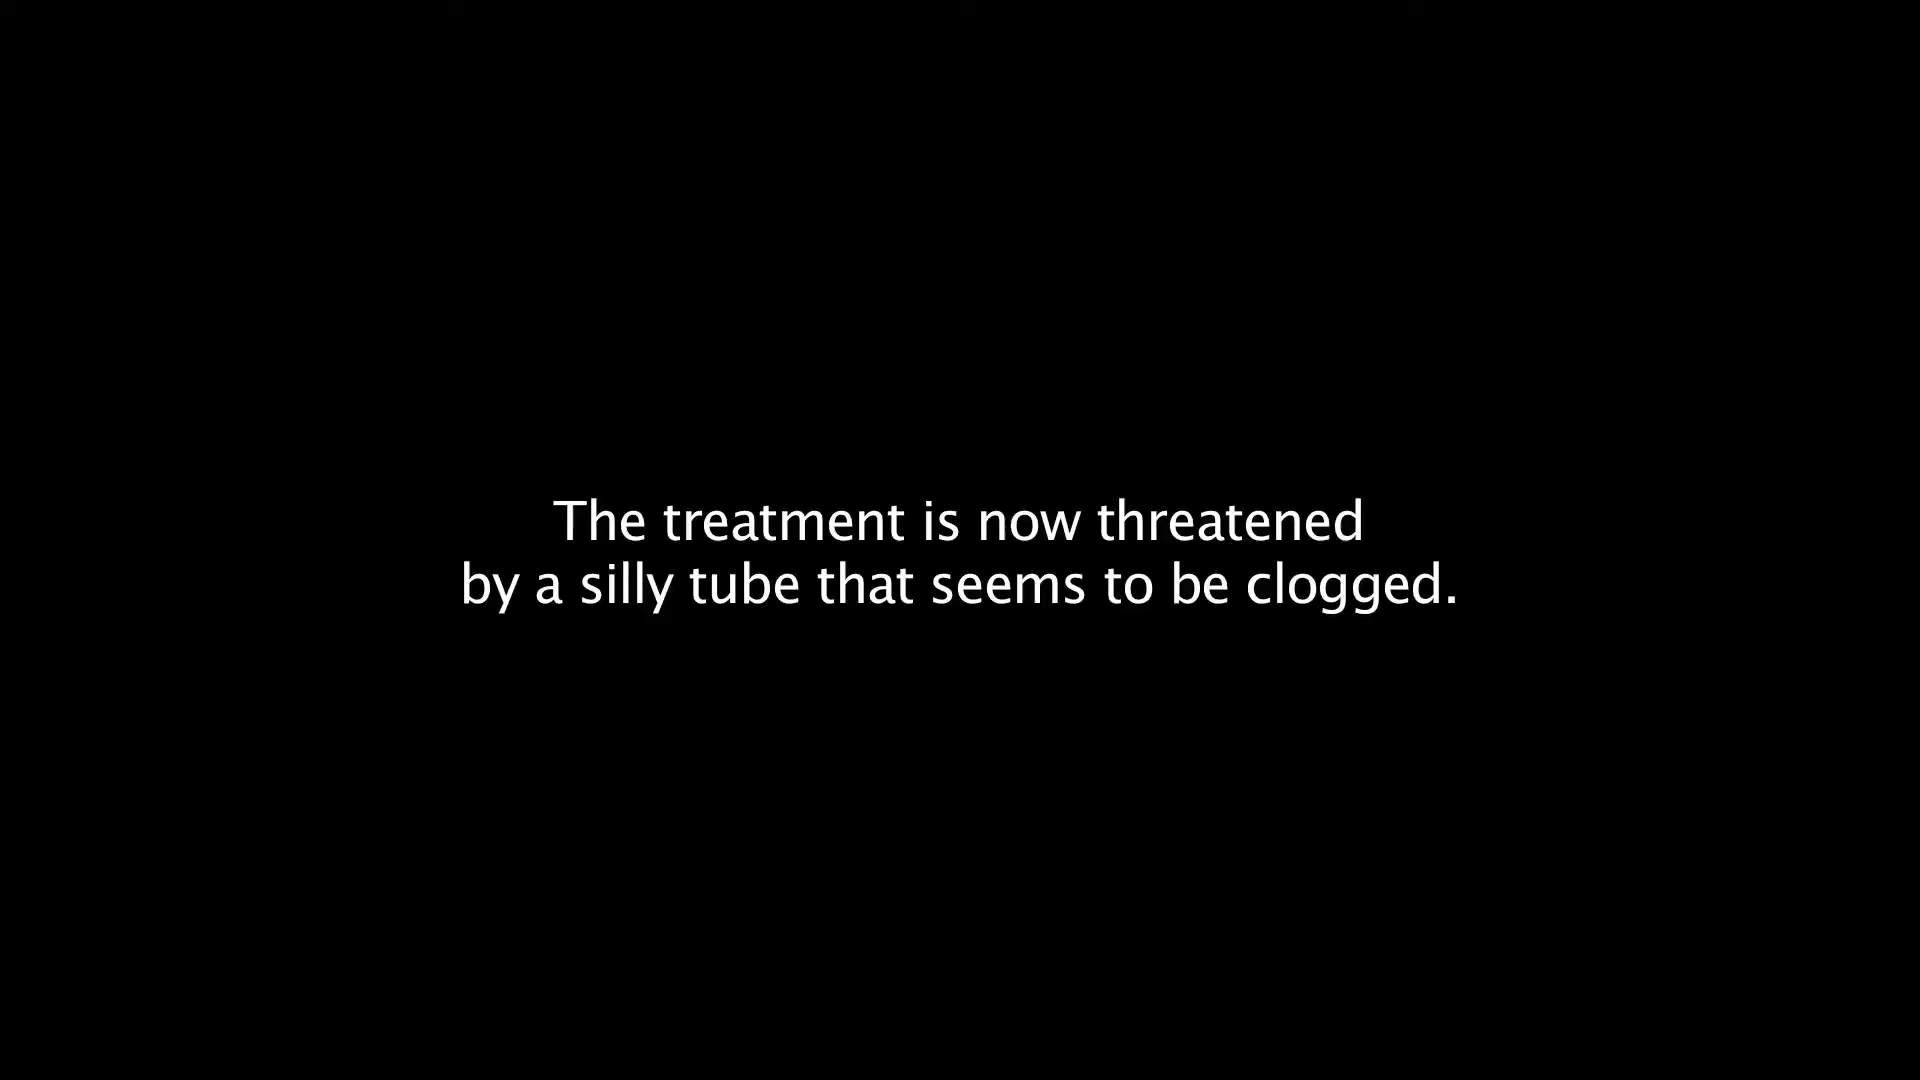 The treatment is now threatened
by a silly tube that seems to be clogged.